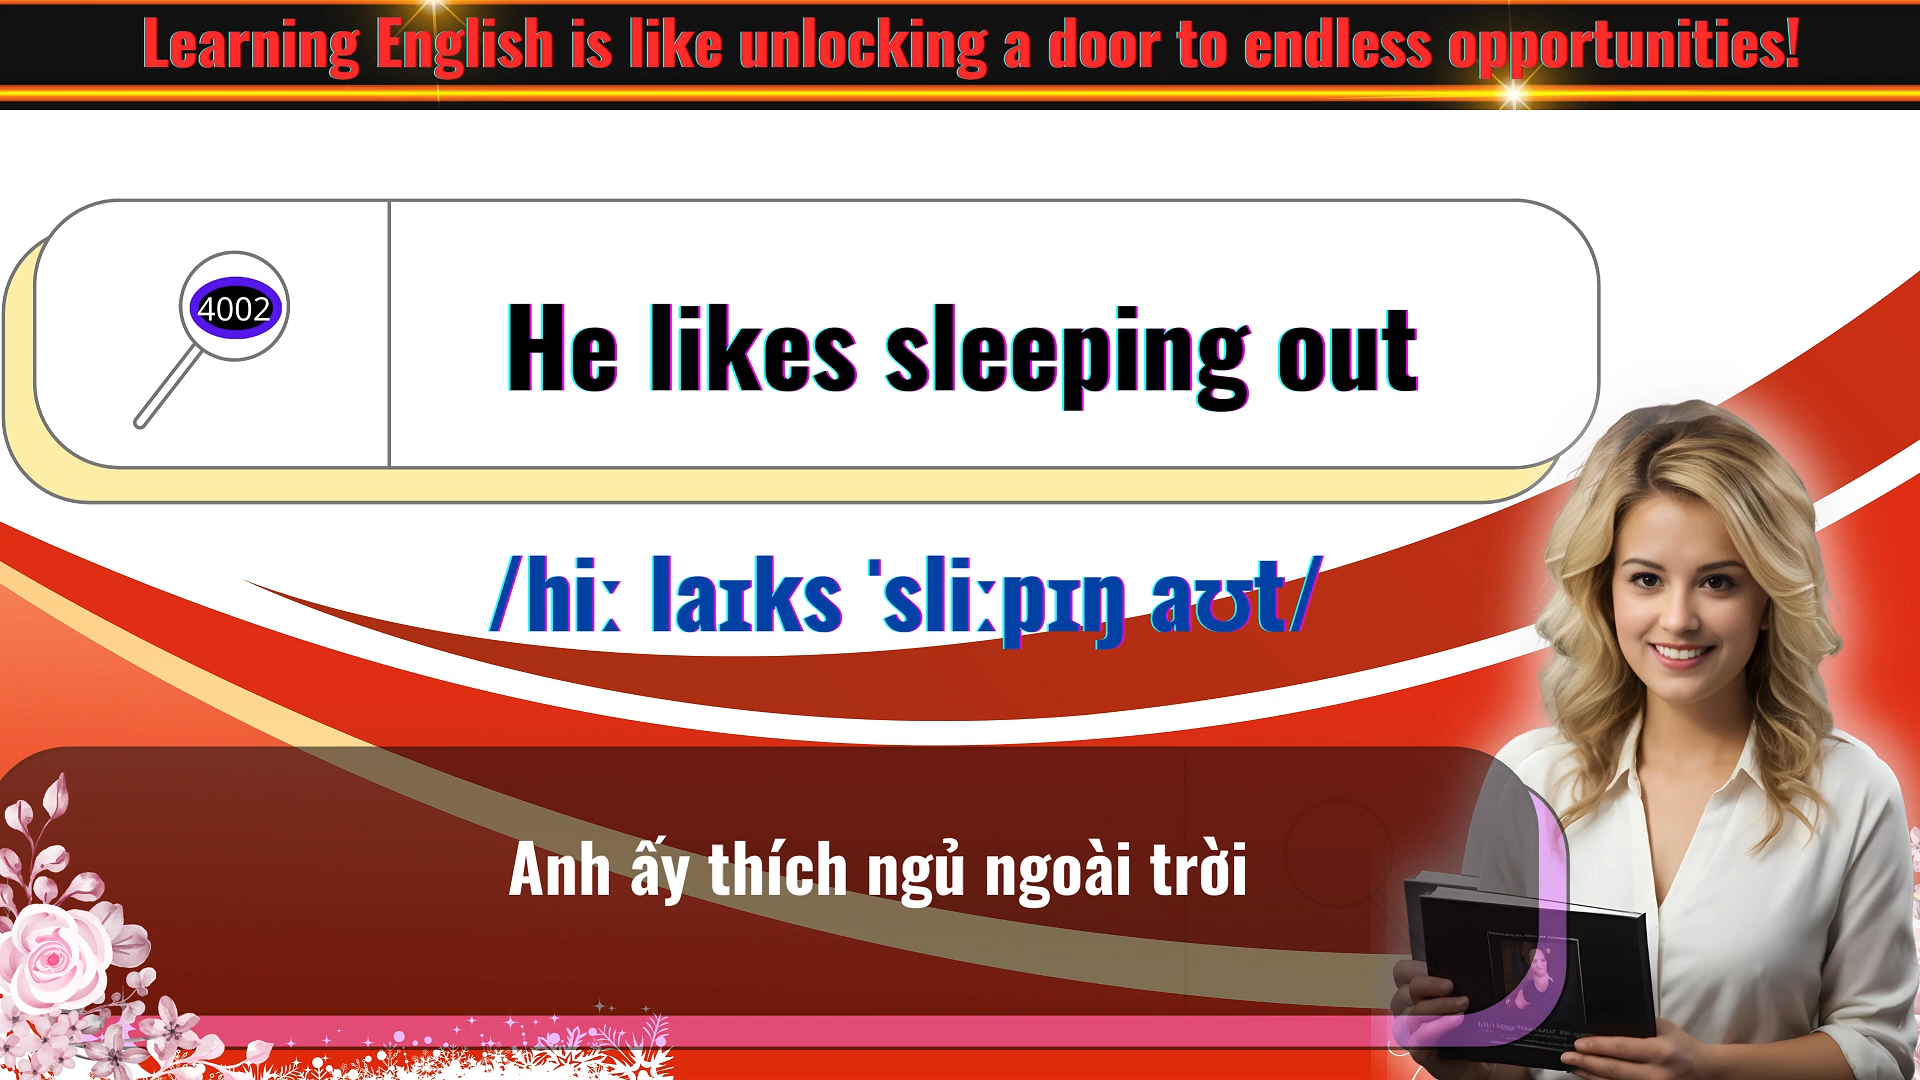 Learning English is like unlocking a door to endless opportunities!
4002
He likes sleeping out
/hiː laɪks ˈsliːpɪŋ aʊt/
Anh ấy thích ngủ ngoài trời